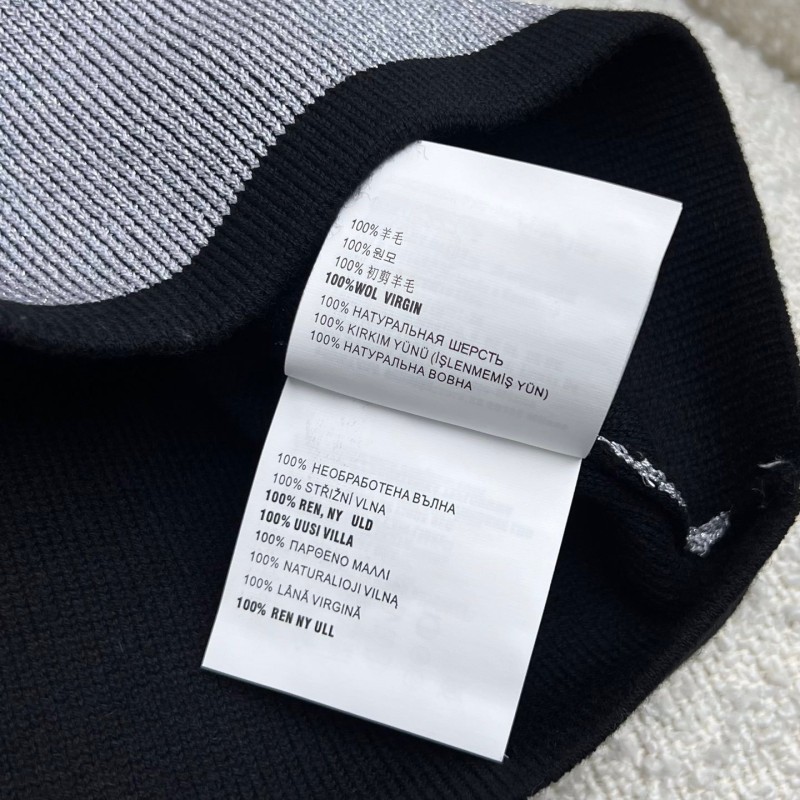 100%羊毛
100%원모
100% 初剪羊毛
100%WOL VIRGIN
100% НАТУРАЛЬНАЯ ШЕРСТЬ
100% KIRKIM YÜNÜ (İŞLENMEMİŞ YÜN)
100% НАТУРАЛЬНА ВОВНА
100% НЕОБРАБОТЕНА ВЪЛНА
100% STŘIŽNÍ VLNA
100% REN, NY ULD
100% UUSI VILLA
100% ΠΑΡΘΕΝΟ ΜΑΛΛΙ
100% NATURALIOJI VILNĄ
100% LÂNĂ VIRGINĂ
100% REN NY ULL